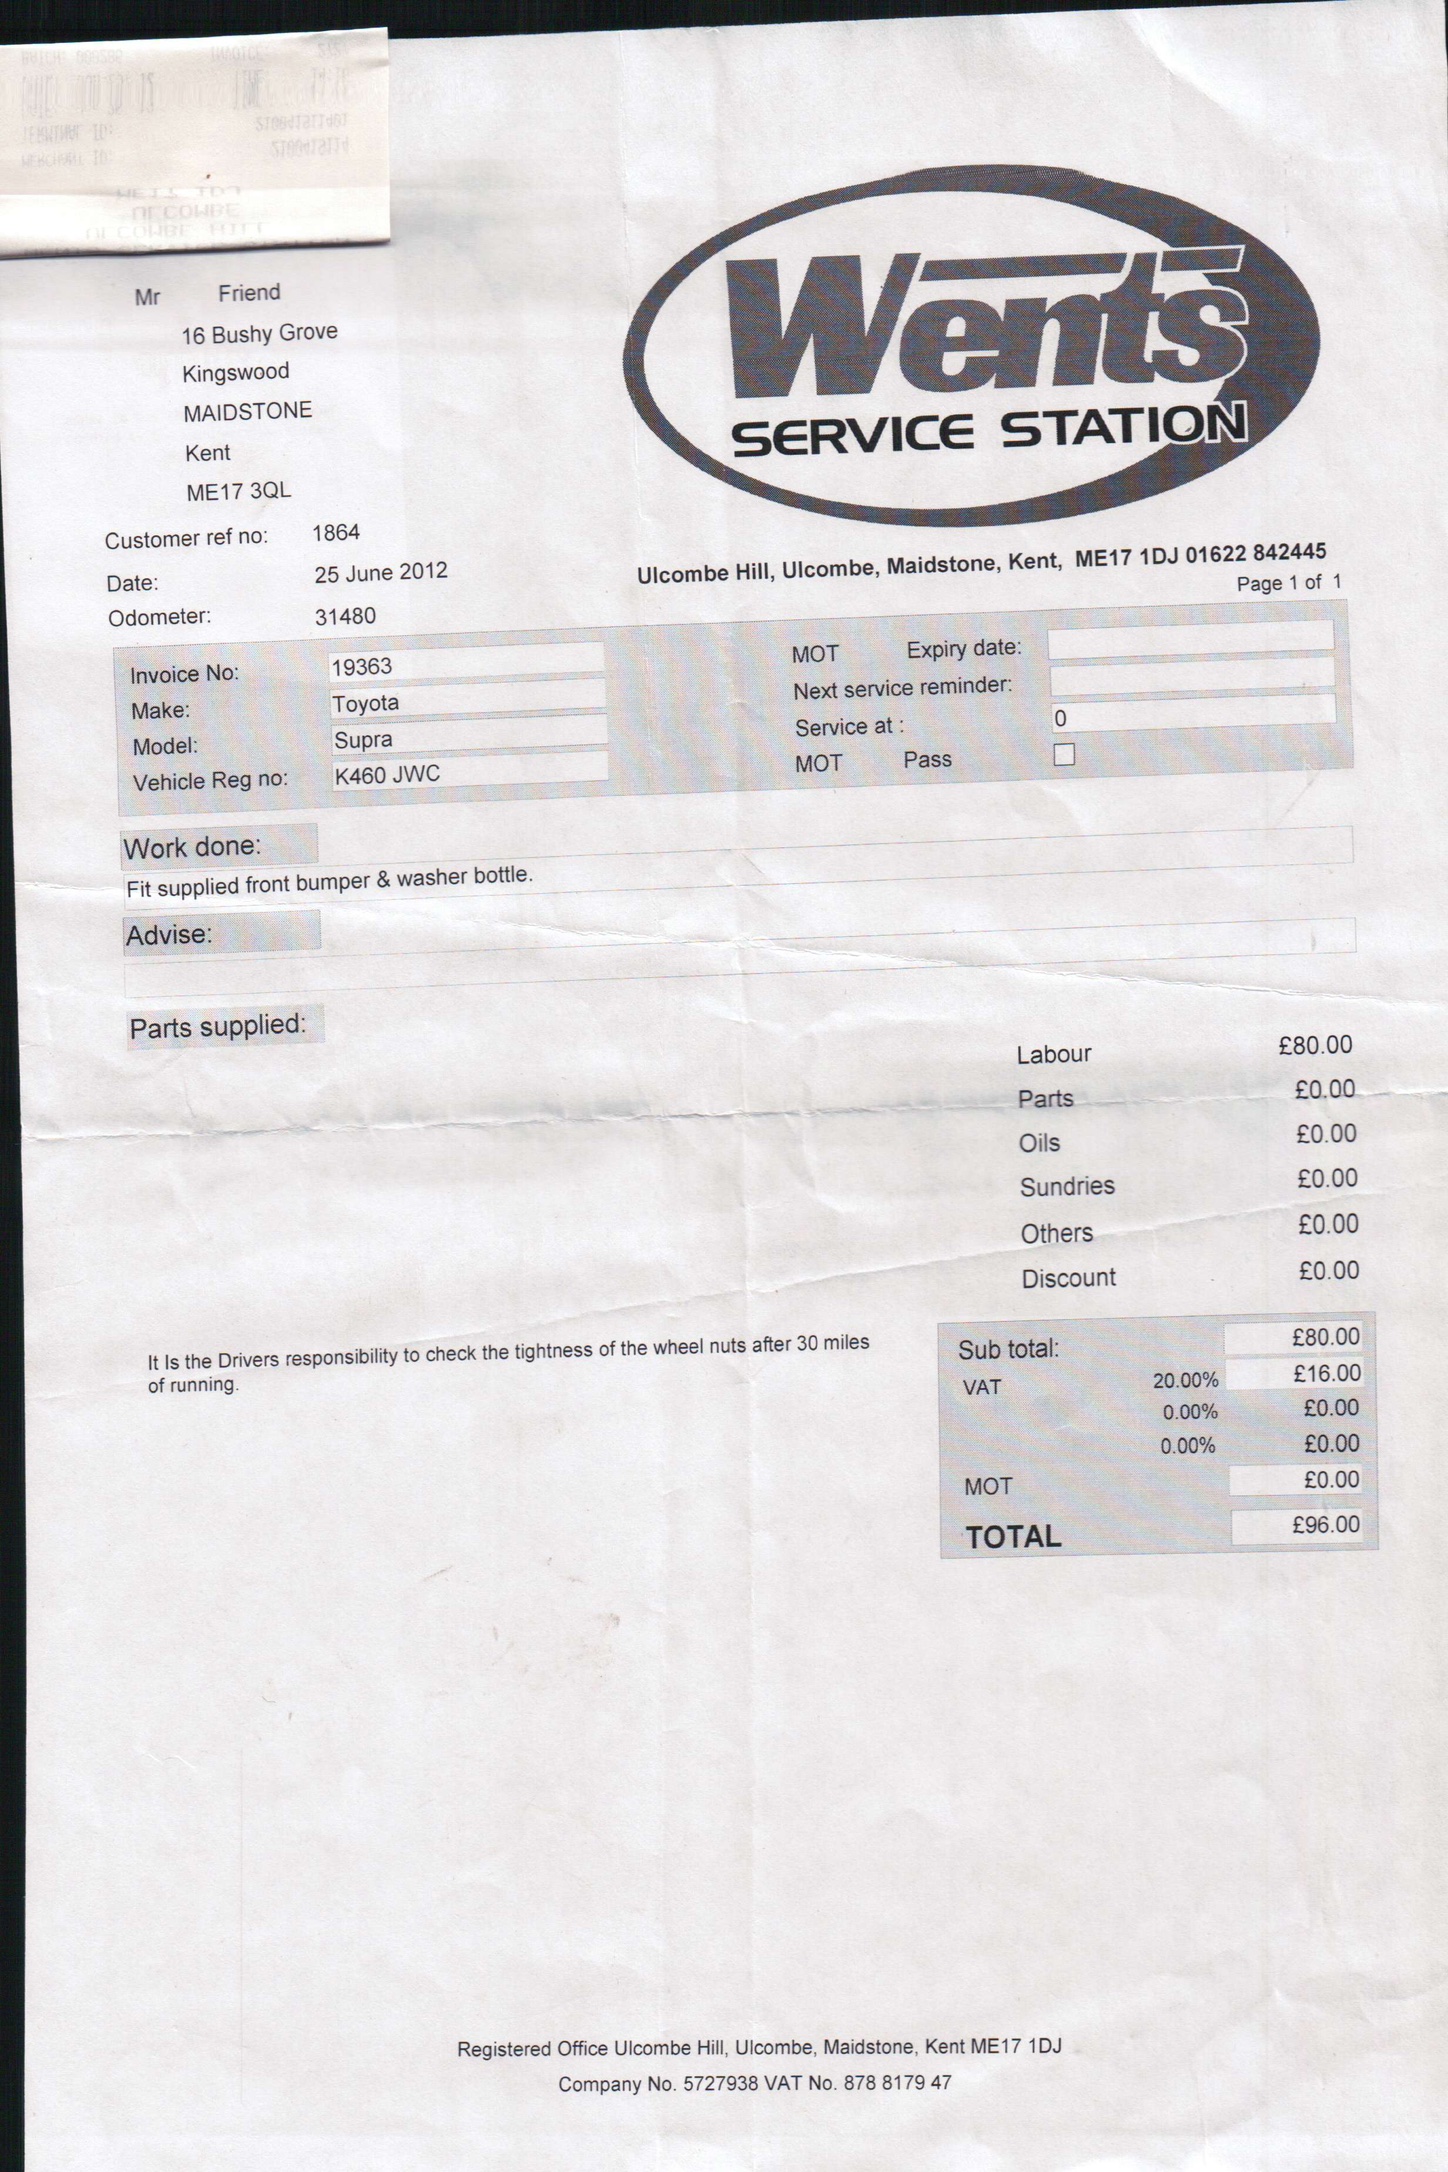 Mr Friend
16 Bushy Grove
Kingswood
MAIDSTONE
Kent
ME17 3QL
Customer ref no: 1864
Date: 25 June 2012
Odometer: 31480
Wents
SERVICE STATION
Ulcombe Hill, Ulcombe, Maidstone, Kent, ME17 1DJ 01622 842445
Page 1 of 1
Invoice No: 19363
Make: Toyota
Model: Supra
Vehicle Reg no: K460 JWC
MOT Expiry date:
Next service reminder:
Service at : 0
MOT Pass
Work done:
Fit supplied front bumper & washer bottle.
Advise:
Parts supplied:
Labour £80.00
Parts £0.00
Oils £0.00
Sundries £0.00
Others £0.00
Discount £0.00
It Is the Drivers responsibility to check the tightness of the wheel nuts after 30 miles
of running.
Sub total: £80.00
VAT 20.00% £16.00
0.00% £0.00
0.00% £0.00
MOT £0.00
TOTAL £96.00
Registered Office Ulcombe Hill, Ulcombe, Maidstone, Kent ME17 1DJ
Company No. 5727938 VAT No. 878 8179 47